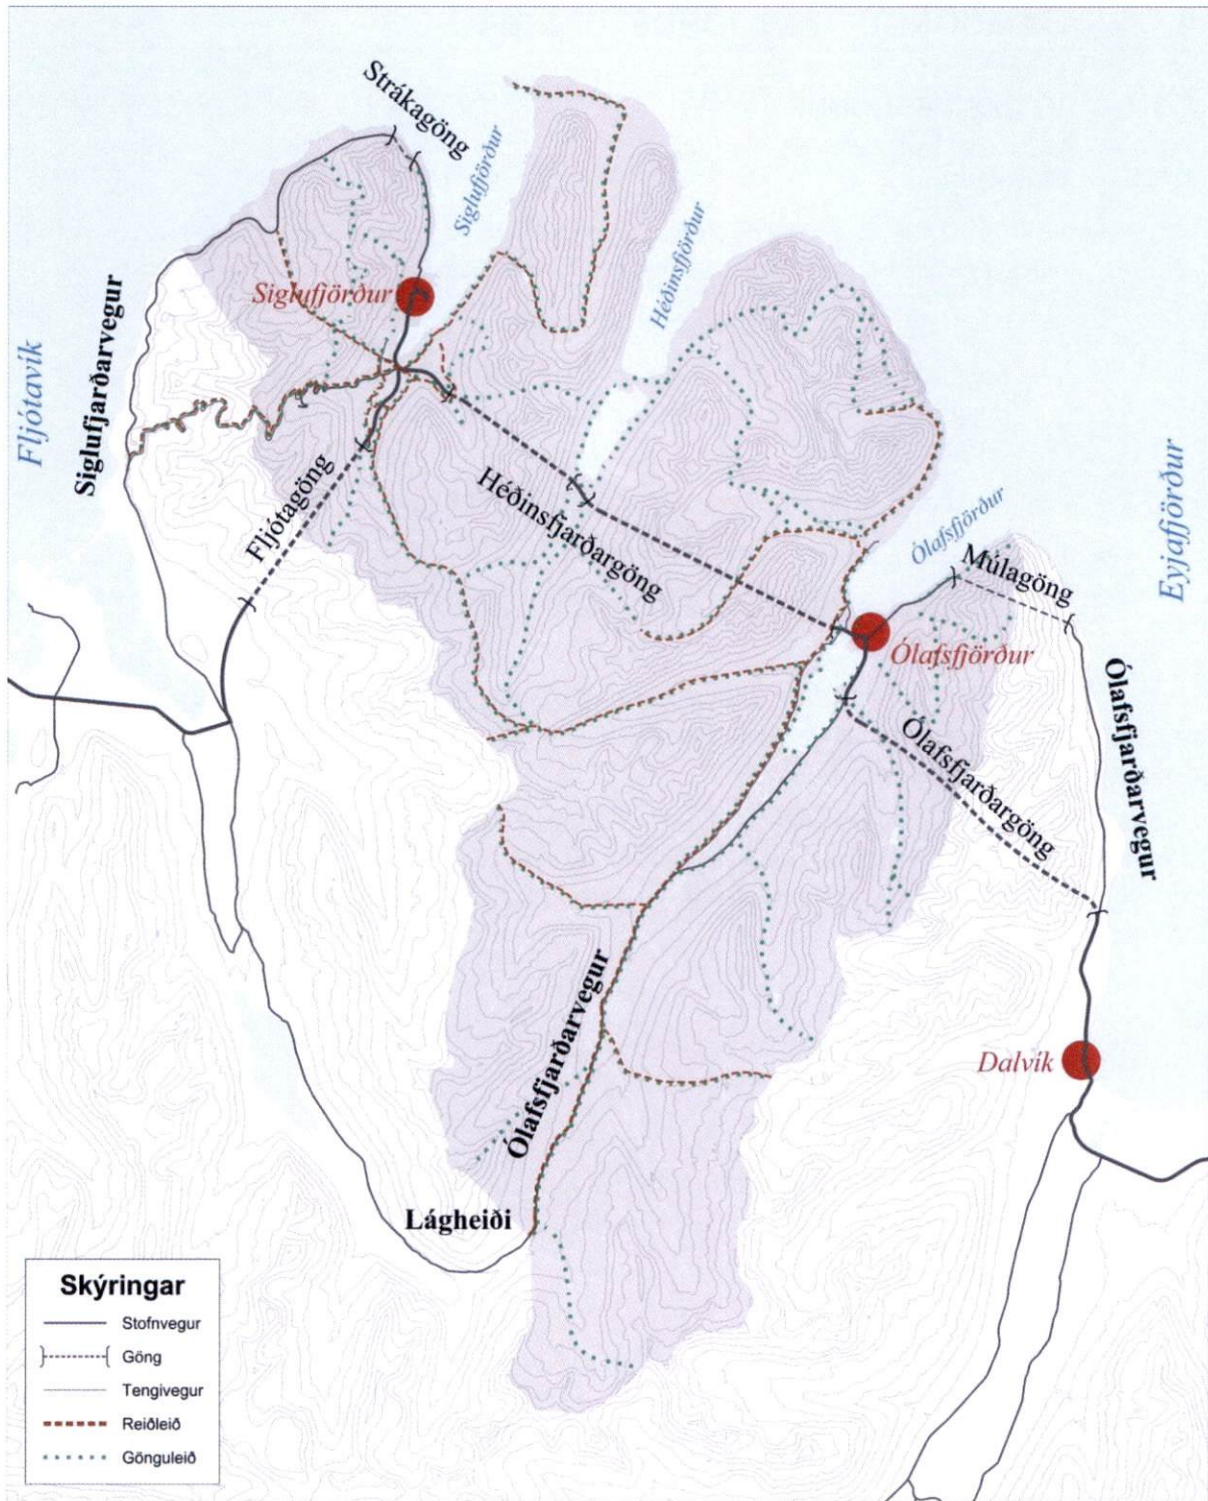 Strákagöng
Siglufjörður
Héðinsfjörður
Siglufjörður
Siglufjarðarvegur
Fljótavík
Fljótagöng
Héðinsfjarðargöng
Ólafsfjörður
Múlagöng
Eyjafjörður
Ólafsfjörður
Ólafsfjarðarvegur
Ólafsfjarðargöng
Ólafsfjarðarvegur
Dalvík
Lágheiði
Skýringar
Stofnvegur
Göng
Tengivegur
Reiðleið
Gönguleið